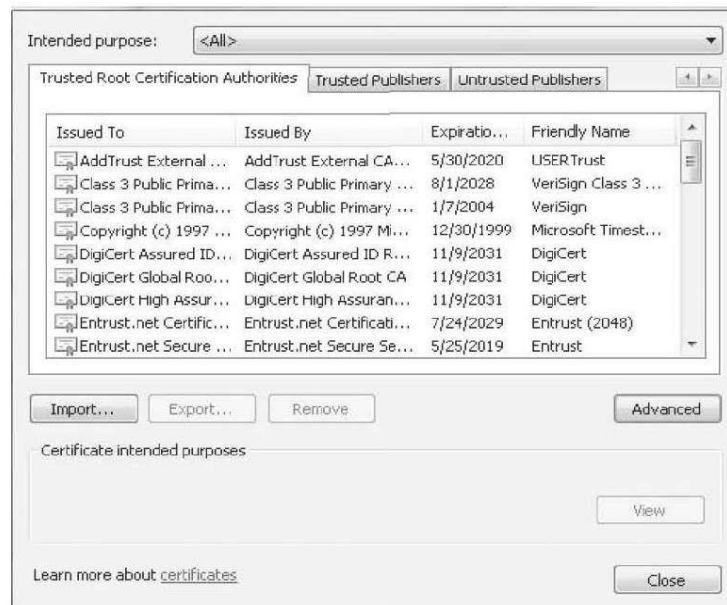 Intended purpose: <All>
Trusted Root Certification Authorities Trusted Publishers Untrusted Publishers
Issued To Issued By Expiratio... Friendly Name
AddTrust External ... AddTrust External CA... 5/30/2020 USERTrust
Class 3 Public Prima... Class 3 Public Primary ... 8/1/2028 VeriSign Class 3 ...
Class 3 Public Prima... Class 3 Public Primary ... 1/7/2004 VeriSign
Copyright (c) 1997 ... Copyright (c) 1997 Mi... 12/30/1999 Microsoft Timest...
DigiCert Assured ID... DigiCert Assured ID R... 11/9/2031 DigiCert
DigiCert Global Roo... DigiCert Global Root CA 11/9/2031 DigiCert
DigiCert High Assur... DigiCert High Assuran... 11/9/2031 DigiCert
Entrust.net Certific... Entrust.net Certificati... 7/24/2029 Entrust (2048)
Entrust.net Secure ... Entrust.net Secure Se... 5/25/2019 Entrust
Import... Export... Remove Advanced
Certificate intended purposes
View
Learn more about certificates
Close